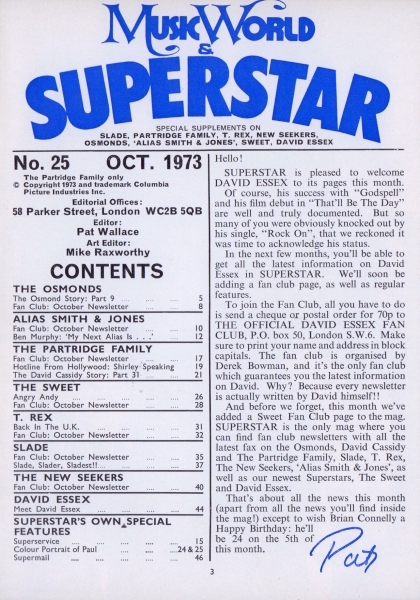 Music World
&
SUPERSTAR
SPECIAL SUPPLEMENTS ON
SLADE, PARTRIDGE FAMILY, T. REX, NEW SEEKERS,
OSMONDS, 'ALIAS SMITH & JONES', SWEET, DAVID ESSEX
No. 25 OCT. 1973
The Partridge Family only
© Copyright 1973 and trademark Columbia
Picture Industries Inc.
Editorial Offices:
58 Parker Street, London WC2B 5QB
Editor:
Pat Wallace
Art Editor:
Mike Raxworthy
CONTENTS
THE OSMONDS
The Osmond Story: Part 9 .... .... .... 5
Fan Club: October Newsletter .... 8
ALIAS SMITH & JONES
Fan Club: October Newsletter .... 10
Ben Murphy: 'My Next Alias Is . . .' 12
THE PARTRIDGE FAMILY
Fan Club: October Newsletter .... 17
Hotline From Hollywood: Shirley Speaking 19
The David Cassidy Story: Part 31 .... 21
THE SWEET
Angry Andy .... .... .... .... 26
Fan Club: October Newsletter .... 28
T. REX
Back In The U.K. .... .... .... 31
Fan Club: October Newsletter .... 32
SLADE
Fan Club: October Newsletter .... 35
Slade, Slader, Sladest!! .... .... .... 37
THE NEW SEEKERS
Fan Club: October Newsletter .... 40
DAVID ESSEX
Meet David Essex .... .... .... 44
SUPERSTAR'S OWN SPECIAL
FEATURES
Superservice .... .... .... .... 15
Colour Portrait of Paul .... .... 24 & 25
Supermail .... .... .... .... 46
Hello!
SUPERSTAR is pleased to welcome
DAVID ESSEX to its pages this month.
Of course, his success with "Godspell"
and his film debut in "That'll Be The Day"
are well and truly documented. But so
many of you were obviously knocked out by
his single, "Rock On", that we reckoned it
was time to acknowledge his status.
In the next few months, you'll be able to
get all the latest information on David
Essex in SUPERSTAR. We'll soon be
adding a fan club page, as well as regular
features.
To join the Fan Club, all you have to do
is send a cheque or postal order for 70p to
THE OFFICIAL DAVID ESSEX FAN
CLUB, P.O. box 50, London S.W.6. Make
sure to print your name and address in block
capitals. The fan club is organised by
Derek Bowman, and it's the only fan club
which guarantees you the latest information
on David. Why? Because every newsletter
is actually written by David himself!!
And before we forget, this month we've
added a Sweet Fan Club page to the mag.
SUPERSTAR is the only mag where you
can find fan club newsletters with all the
latest fax on the Osmonds, David Cassidy
and The Partridge Family, Slade, T. Rex,
The New Seekers, 'Alias Smith & Jones', as
well as our newest Superstars, The Sweet
and David Essex.
That's about all the news this month
(apart from all the news you'll find inside
the mag!) except to wish Brian Connelly a
Happy Birthday: he'll
be 24 on the 5th of
this month.
Pat
3